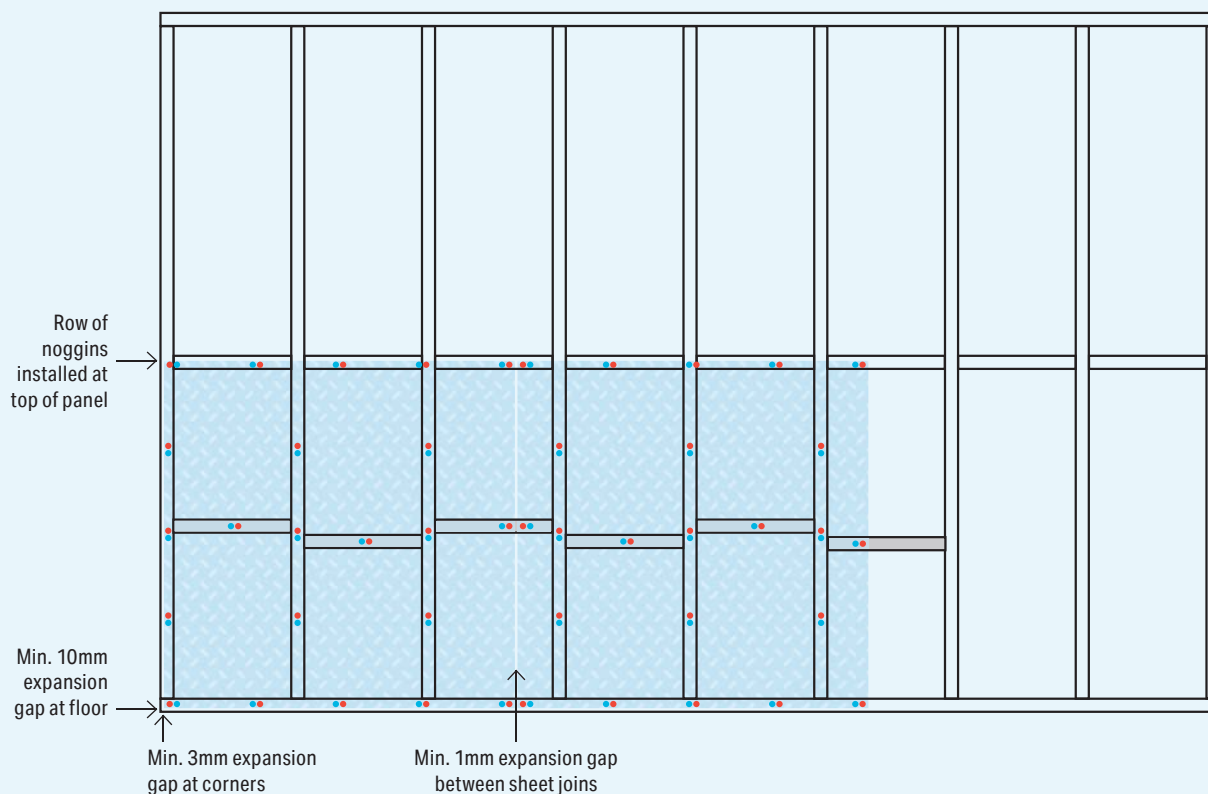 Row of
noggins
installed at
top of panel
Min. 10mm
expansion
gap at floor
Min. 3mm expansion
gap at corners
Min. 1mm expansion gap
between sheet joins